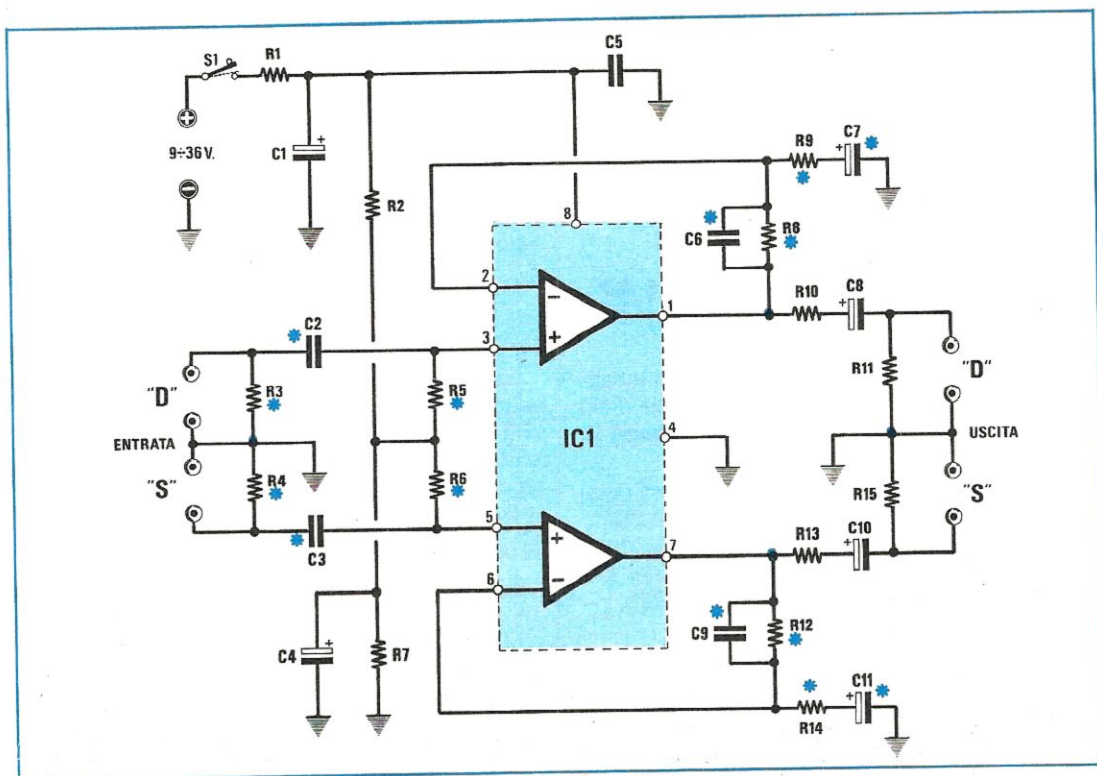 S1
R1
C5
+
9÷36 V.
−
C1
+
R2
R9
C7
+
C6
R8
8
2
−
3
+
1
R10
C8
+
C2
"D"
R3
R5
R11
"D"
ENTRATA
IC1
4
USCITA
"S"
R4
R6
R15
"S"
C3
5
+
6
−
7
R13
C10
+
C9
R12
C4
+
R7
R14
C11
+